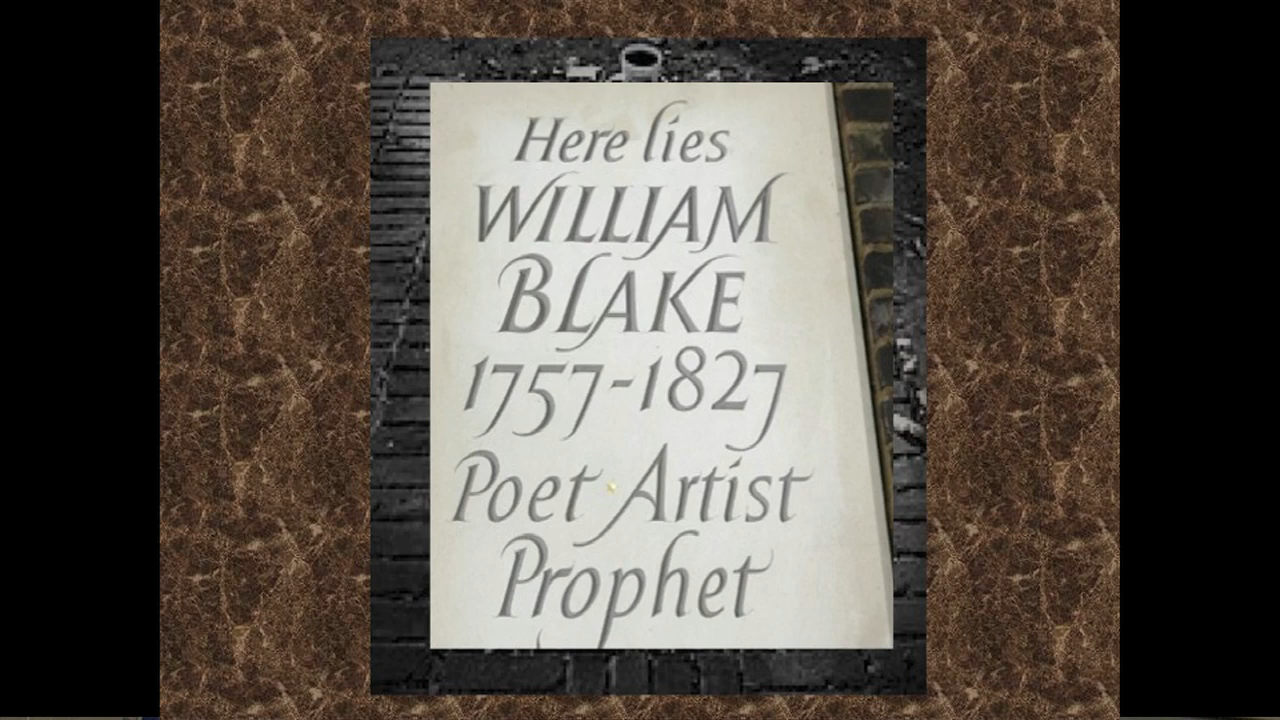 Here lies
WILLIAM
BLAKE
1757-1827
Poet · Artist
Prophet